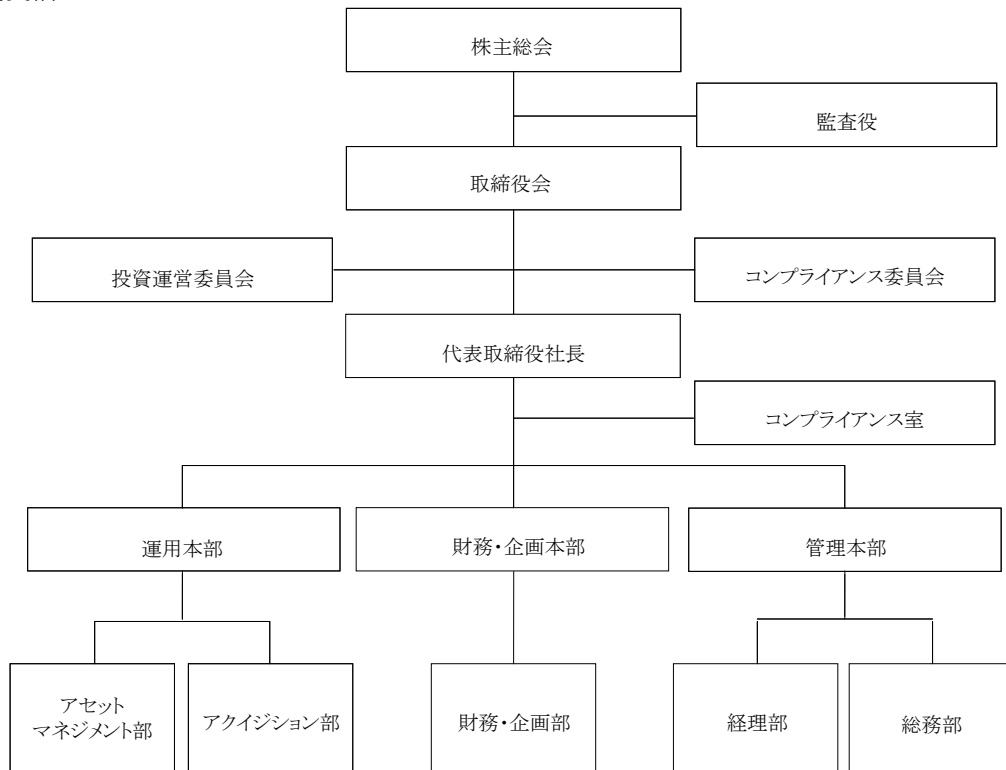 株主総会
監査役
取締役会
投資運営委員会
コンプライアンス委員会
代表取締役社長
コンプライアンス室
運用本部
財務・企画本部
管理本部
アセット
マネジメント部
アクイジション部
財務・企画部
経理部
総務部